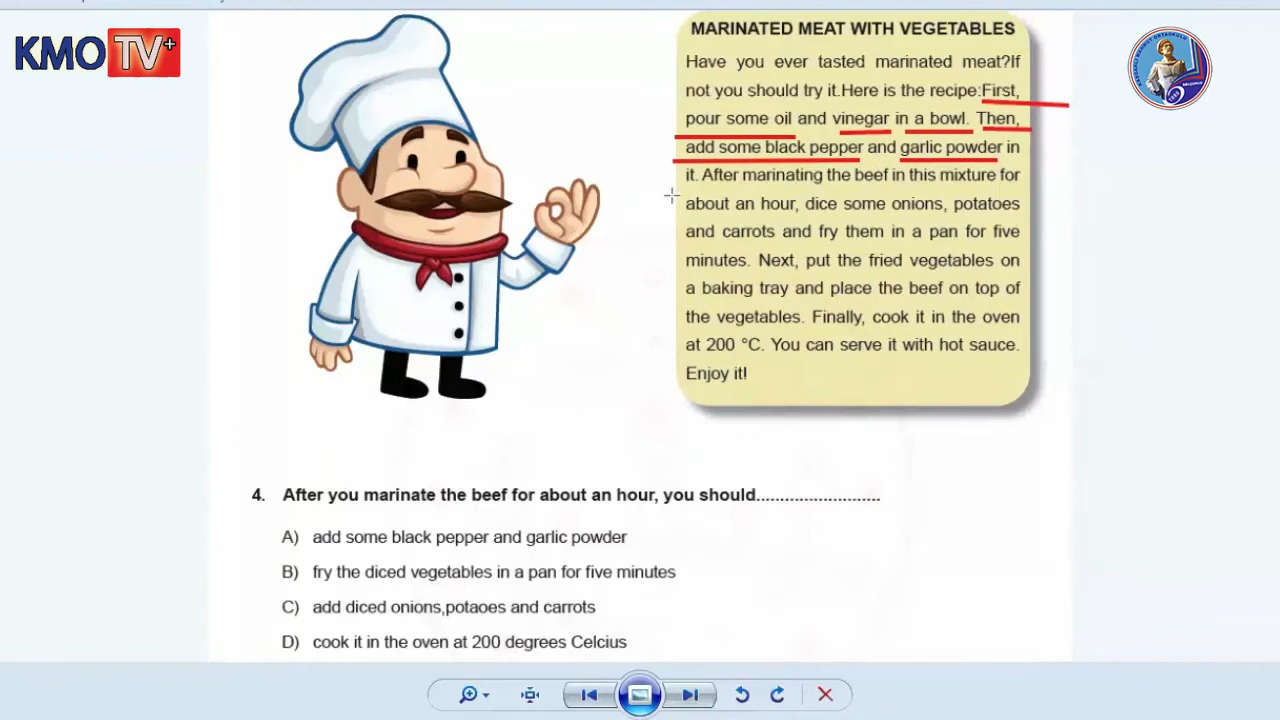 KMO TV+
MARINATED MEAT WITH VEGETABLES
Have you ever tasted marinated meat?If
not you should try it.Here is the recipe:First,
pour some oil and vinegar in a bowl. Then,
add some black pepper and garlic powder in
it. After marinating the beef in this mixture for
about an hour, dice some onions, potatoes
and carrots and fry them in a pan for five
minutes. Next, put the fried vegetables on
a baking tray and place the beef on top of
the vegetables. Finally, cook it in the oven
at 200 °C. You can serve it with hot sauce.
Enjoy it!
4. After you marinate the beef for about an hour, you should..........................
A) add some black pepper and garlic powder
B) fry the diced vegetables in a pan for five minutes
C) add diced onions,potaoes and carrots
D) cook it in the oven at 200 degrees Celcius